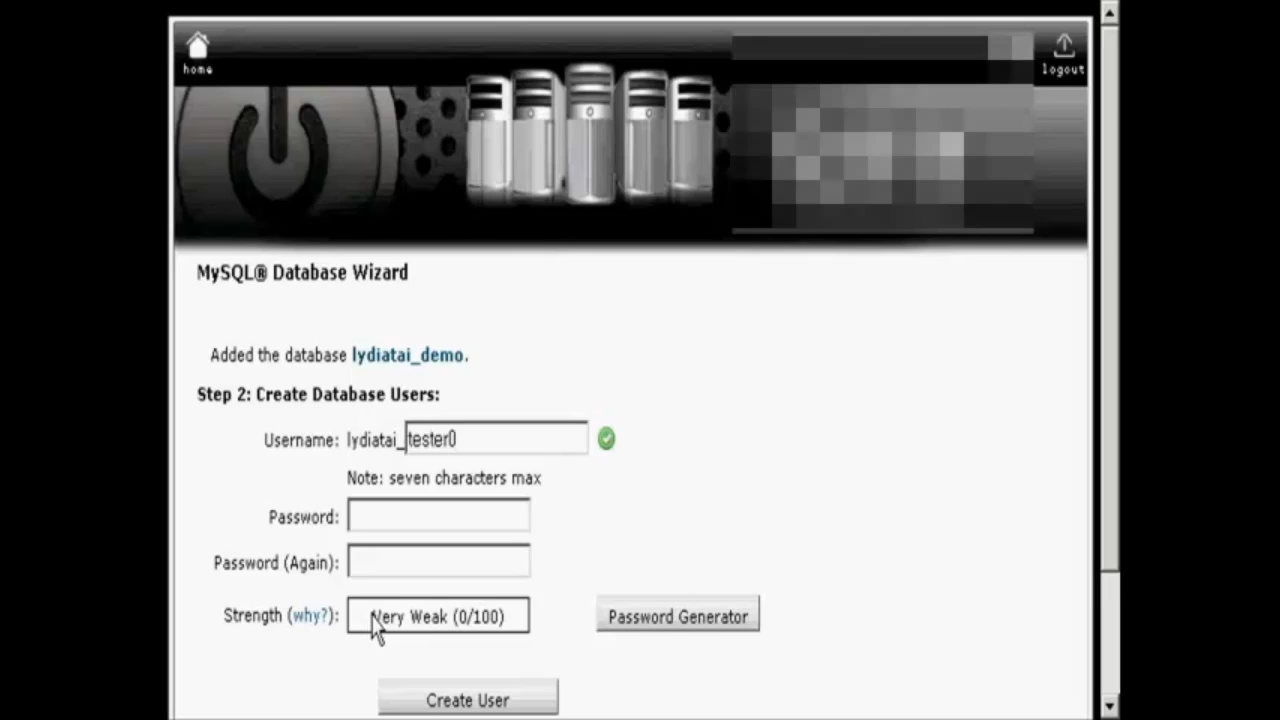 home
logout
MySQL® Database Wizard
Added the database lydiatai_demo.
Step 2: Create Database Users:
Username: lydiatai_tester0
Note: seven characters max
Password:
Password (Again):
Strength (why?): Very Weak (0/100) Password Generator
Create User